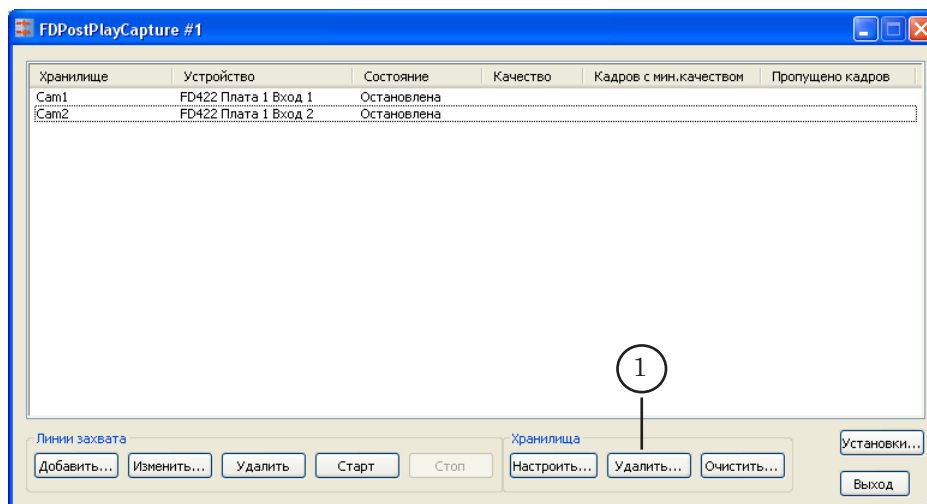 FDPostPlayCapture #1
Хранилище Устройство Состояние Качество Кадров с мин.качеством Пропущено кадров
Cam1 FD422 Плата 1 Вход 1 Остановлена
Cam2 FD422 Плата 1 Вход 2 Остановлена
1
Линии захвата Хранилища
Установки...
Добавить... Изменить... Удалить Старт Стоп Настроить... Удалить... Очистить...
Выход